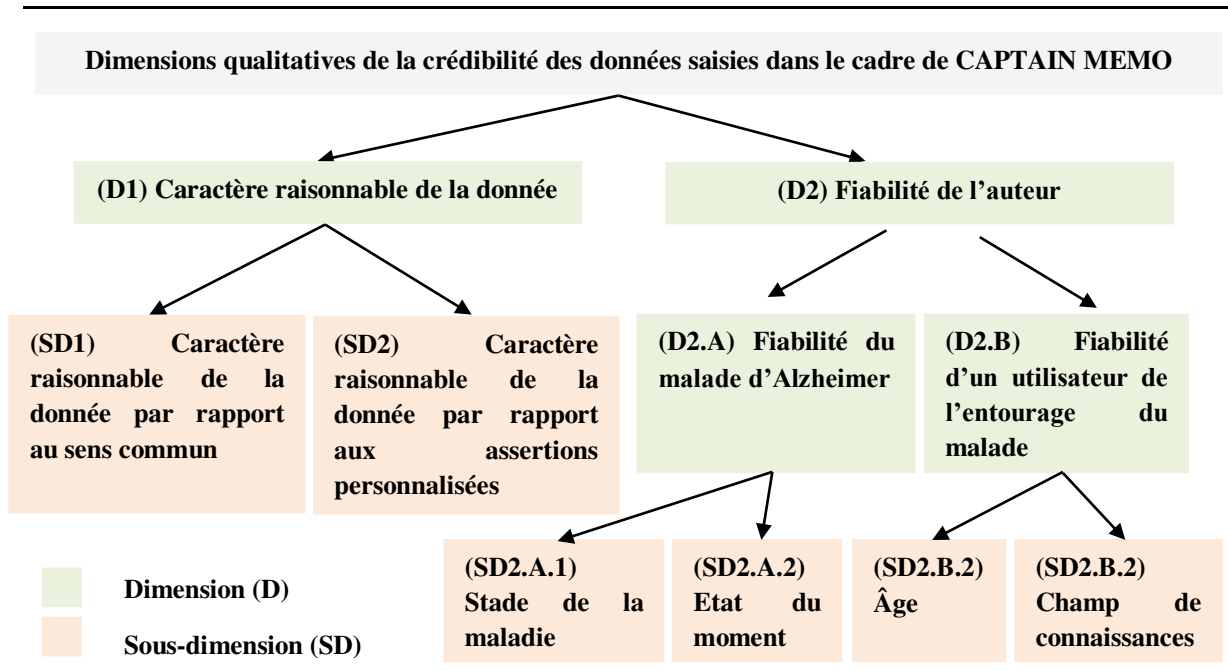 Dimensions qualitatives de la crédibilité des données saisies dans le cadre de CAPTAIN MEMO
(D1) Caractère raisonnable de la donnée
(D2) Fiabilité de l’auteur
(SD1) Caractère
raisonnable de la
donnée par rapport
au sens commun
(SD2) Caractère
raisonnable de la
donnée par rapport
aux assertions
personnalisées
(D2.A) Fiabilité du
malade d’Alzheimer
(D2.B) Fiabilité
d’un utilisateur de
l’entourage du
malade
(SD2.A.1)
Stade de la
maladie
(SD2.A.2)
Etat du
moment
(SD2.B.2)
Âge
(SD2.B.2)
Champ de
connaissances
Dimension (D)
Sous-dimension (SD)